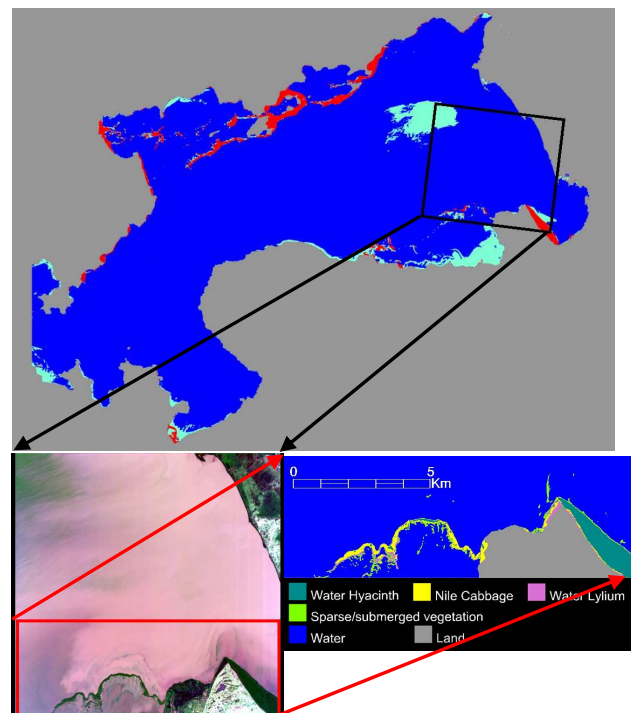 0 5
Km
Water Hyacinth Nile Cabbage Water Lylium
Sparse/submerged vegetation
Water Land